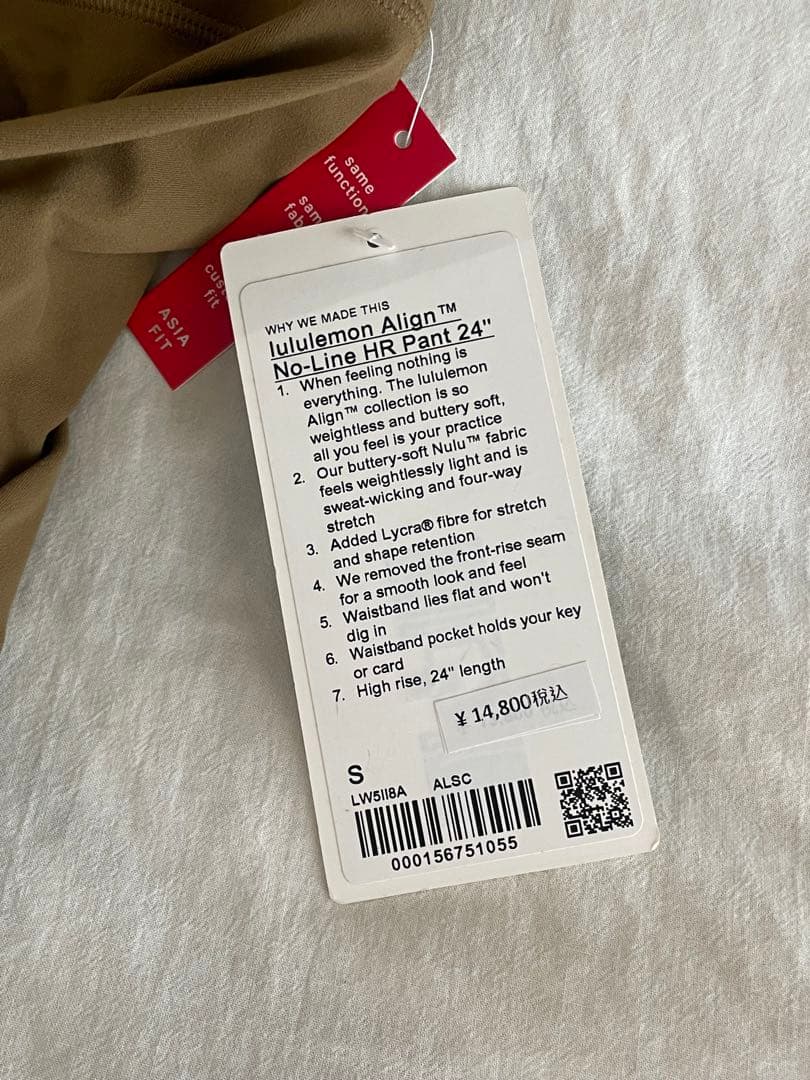 same
function
sam
fab
cus
fit
ASIA
FIT
WHY WE MADE THIS
lululemon Align™
No-Line HR Pant 24"
1. When feeling nothing is
everything. The lululemon
Align™ collection is so
weightless and buttery soft,
all you feel is your practice
2. Our buttery-soft Nulu™ fabric
feels weightlessly light and is
sweat-wicking and four-way
stretch
3. Added Lycra® fibre for stretch
and shape retention
4. We removed the front-rise seam
for a smooth look and feel
5. Waistband lies flat and won't
dig in
6. Waistband pocket holds your key
or card
7. High rise, 24" length
¥14,800税込
S
LW5II8A ALSC
000156751055